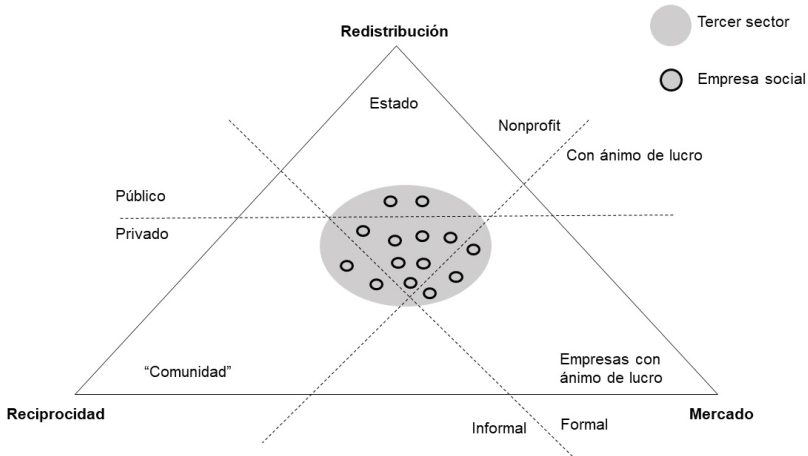 Redistribución
Tercer sector
Empresa social
Estado
Nonprofit
Con ánimo de lucro
Público
Privado
“Comunidad”
Empresas con
ánimo de lucro
Reciprocidad
Mercado
Informal
Formal